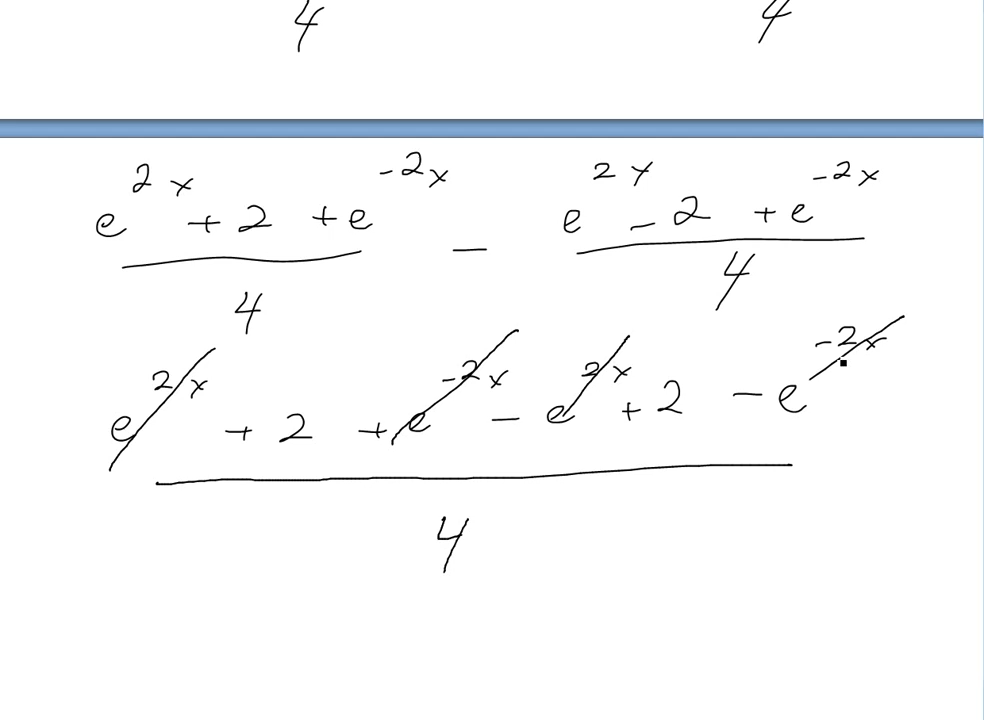 4 4
e^{2x} + 2 + e^{-2x} - e^{2x} - 2 + e^{-2x}
4 4
e^{2x} + 2 + e^{-2x} - e^{2x} + 2 - e^{-2x}
4